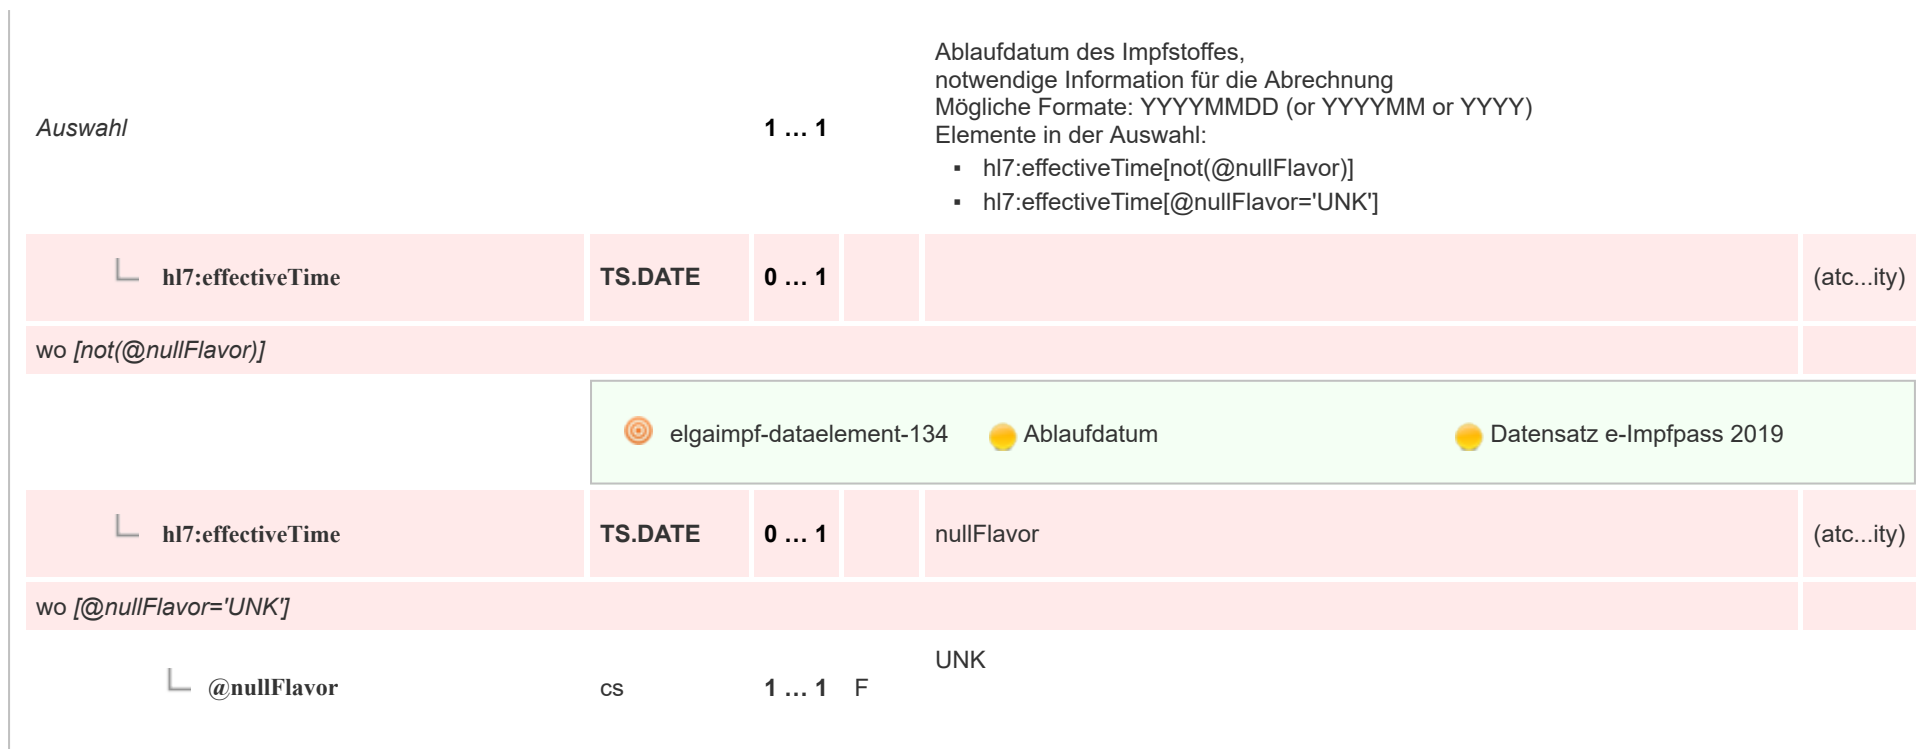 Auswahl 1 … 1 Ablaufdatum des Impfstoffes,
notwendige Information für die Abrechnung
Mögliche Formate: YYYYMMDD (or YYYYMM or YYYY)
Elemente in der Auswahl:
▪ hl7:effectiveTime[not(@nullFlavor)]
▪ hl7:effectiveTime[@nullFlavor='UNK']
hl7:effectiveTime TS.DATE 0 … 1 (atc...ity)
wo [not(@nullFlavor)]
elgaimpf-dataelement-134 Ablaufdatum Datensatz e-Impfpass 2019
hl7:effectiveTime TS.DATE 0 … 1 nullFlavor (atc...ity)
wo [@nullFlavor='UNK']
@nullFlavor cs 1 … 1 F UNK